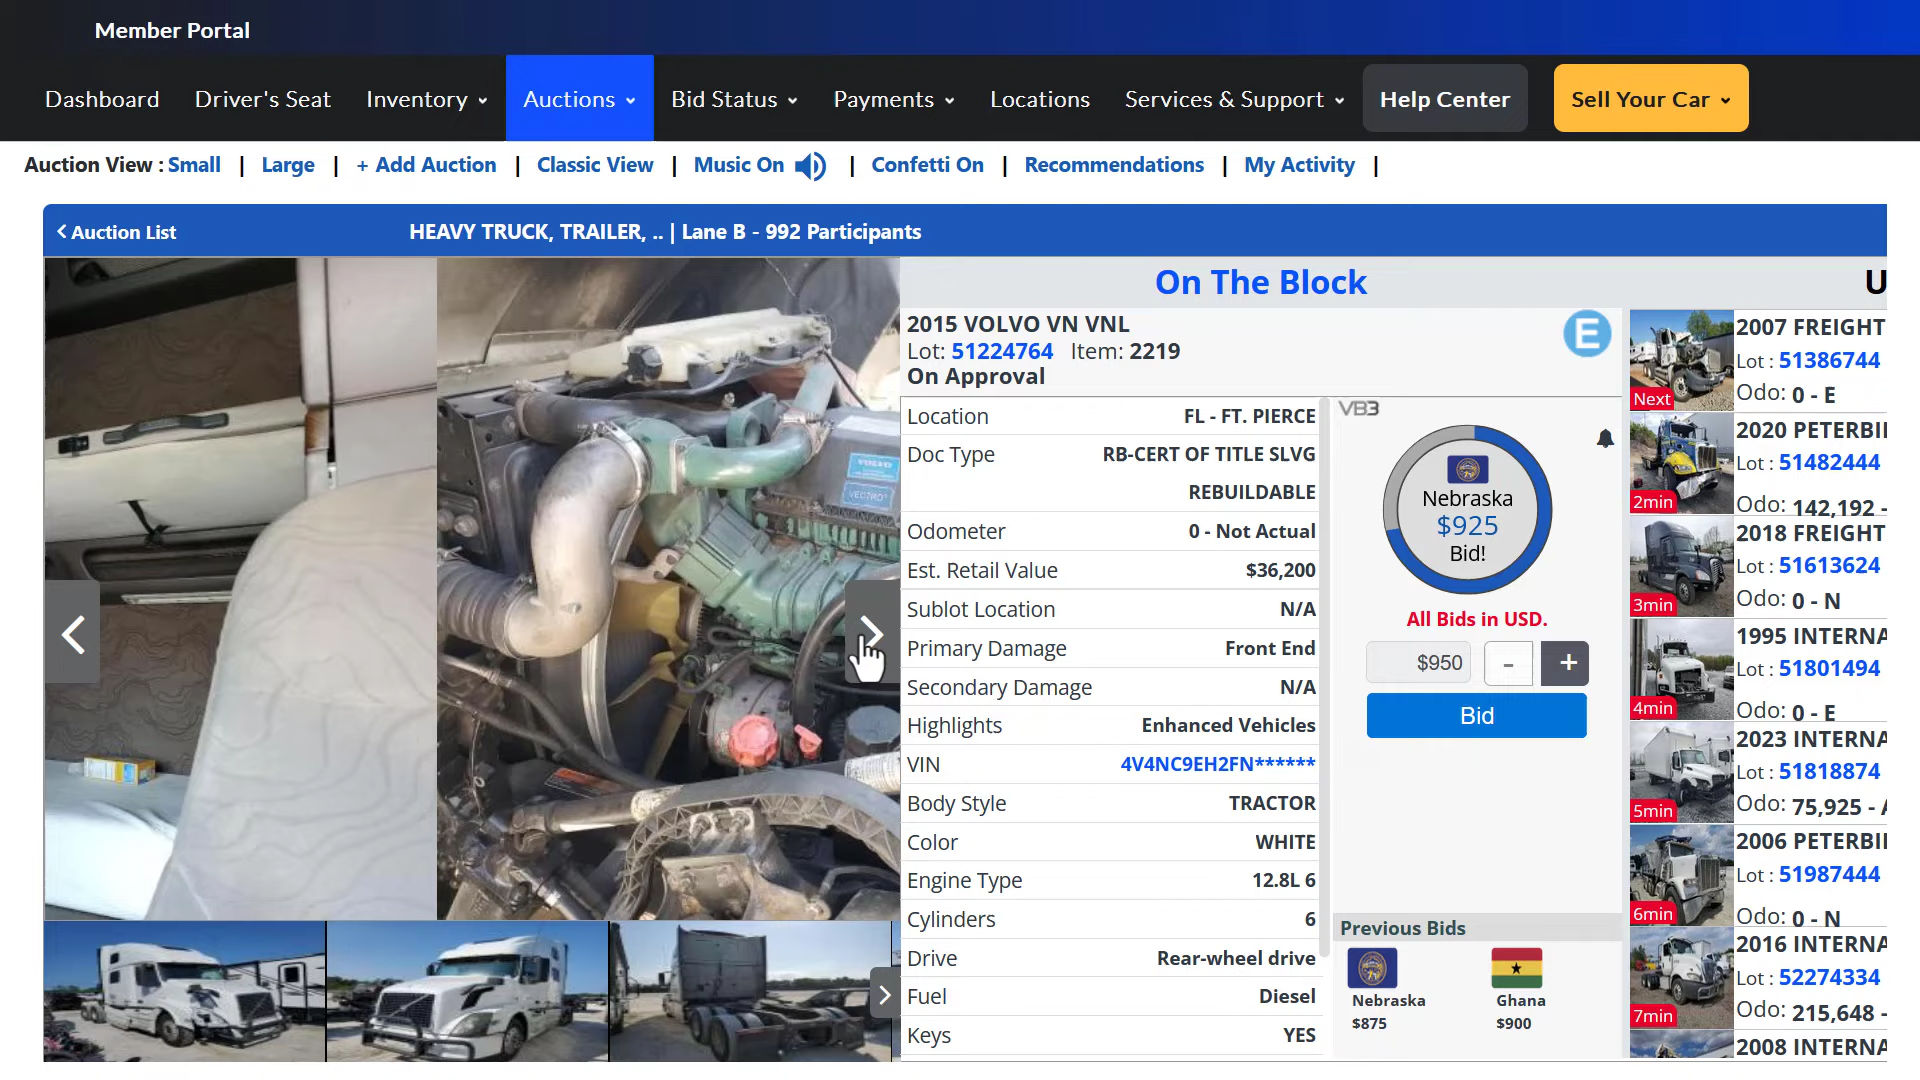 Member Portal
Dashboard
Driver's Seat
Inventory
Auctions
Bid Status
Payments
Locations
Services & Support
Help Center
Sell Your Car
Auction View : Small | Large | + Add Auction | Classic View | Music On | Confetti On | Recommendations | My Activity |
Auction List
HEAVY TRUCK, TRAILER, .. | Lane B - 992 Participants
On The Block
U
2015 VOLVO VN VNL
Lot: 51224764 Item: 2219
On Approval
E
Location FL - FT. PIERCE
Doc Type RB-CERT OF TITLE SLVG
REBUILDABLE
Odometer 0 - Not Actual
Est. Retail Value $36,200
Sublot Location N/A
Primary Damage Front End
Secondary Damage N/A
Highlights Enhanced Vehicles
VIN 4V4NC9EH2FN******
Body Style TRACTOR
Color WHITE
Engine Type 12.8L 6
Cylinders 6
Drive Rear-wheel drive
Fuel Diesel
Keys YES
VB3
Nebraska
$925
Bid!
All Bids in USD.
$950 - +
Bid
Previous Bids
Nebraska
$875
Ghana
$900
2007 FREIGHT
Lot : 51386744
Odo: 0 - E
Next
2020 PETERBI
Lot : 51482444
Odo: 142,192 -
2min
2018 FREIGHT
Lot : 51613624
Odo: 0 - N
3min
1995 INTERNA
Lot : 51801494
Odo: 0 - E
4min
2023 INTERNA
Lot : 51818874
Odo: 75,925 - A
5min
2006 PETERBI
Lot : 51987444
Odo: 0 - N
6min
2016 INTERNA
Lot : 52274334
Odo: 215,648 -
7min
2008 INTERNA
VOLVO
VECTRO